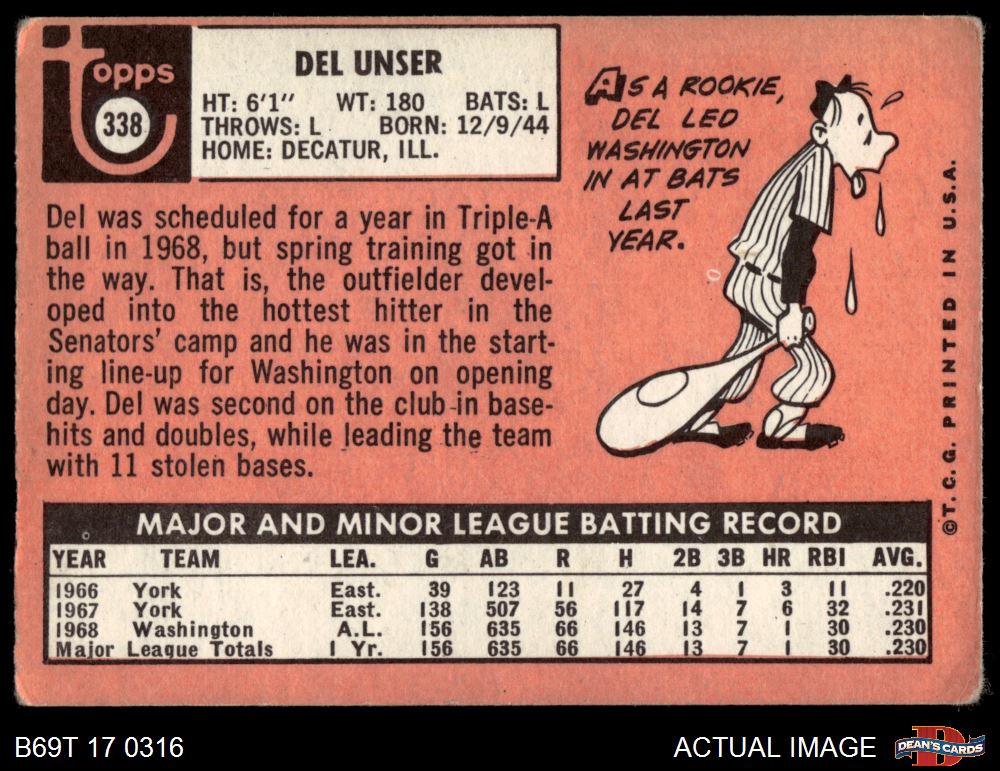 Topps
338
DEL UNSER
HT: 6'1" WT: 180 BATS: L
THROWS: L BORN: 12/9/44
HOME: DECATUR, ILL.
Del was scheduled for a year in Triple-A
ball in 1968, but spring training got in
the way. That is, the outfielder devel-
oped into the hottest hitter in the
Senators' camp and he was in the start-
ing line-up for Washington on opening
day. Del was second on the club in base-
hits and doubles, while leading the team
with 11 stolen bases.
AS A ROOKIE,
DEL LED
WASHINGTON
IN AT BATS
LAST
YEAR.
©T.C.G. PRINTED IN U.S.A.
MAJOR AND MINOR LEAGUE BATTING RECORD
YEAR TEAM LEA. G AB R H 2B 3B HR RBI AVG.
1966 York East. 39 123 11 27 4 1 3 11 .220
1967 York East. 138 507 56 117 14 7 6 32 .231
1968 Washington A.L. 156 635 66 146 13 7 1 30 .230
Major League Totals 1 Yr. 156 635 66 146 13 7 1 30 .230
B69T 17 0316 ACTUAL IMAGE
D
DEAN'S CARDS